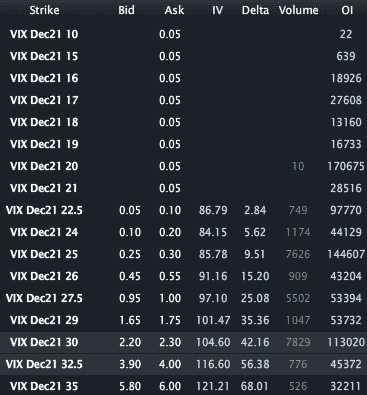 Strike Bid Ask IV Delta Volume OI
VIX Dec21 10 0.05 22
VIX Dec21 15 0.05 639
VIX Dec21 16 0.05 18926
VIX Dec21 17 0.05 27608
VIX Dec21 18 0.05 13160
VIX Dec21 19 0.05 16733
VIX Dec21 20 0.05 10 170675
VIX Dec21 21 0.05 28516
VIX Dec21 22.5 0.05 0.10 86.79 2.84 749 97770
VIX Dec21 24 0.10 0.20 84.15 5.62 1174 44129
VIX Dec21 25 0.25 0.30 85.78 9.51 7626 144607
VIX Dec21 26 0.45 0.55 91.16 15.20 909 43204
VIX Dec21 27.5 0.95 1.00 97.10 25.08 5502 53394
VIX Dec21 29 1.65 1.75 101.47 35.36 1047 53732
VIX Dec21 30 2.20 2.30 104.60 42.16 7829 113020
VIX Dec21 32.5 3.90 4.00 116.60 56.38 776 45372
VIX Dec21 35 5.80 6.00 121.21 68.01 526 32211